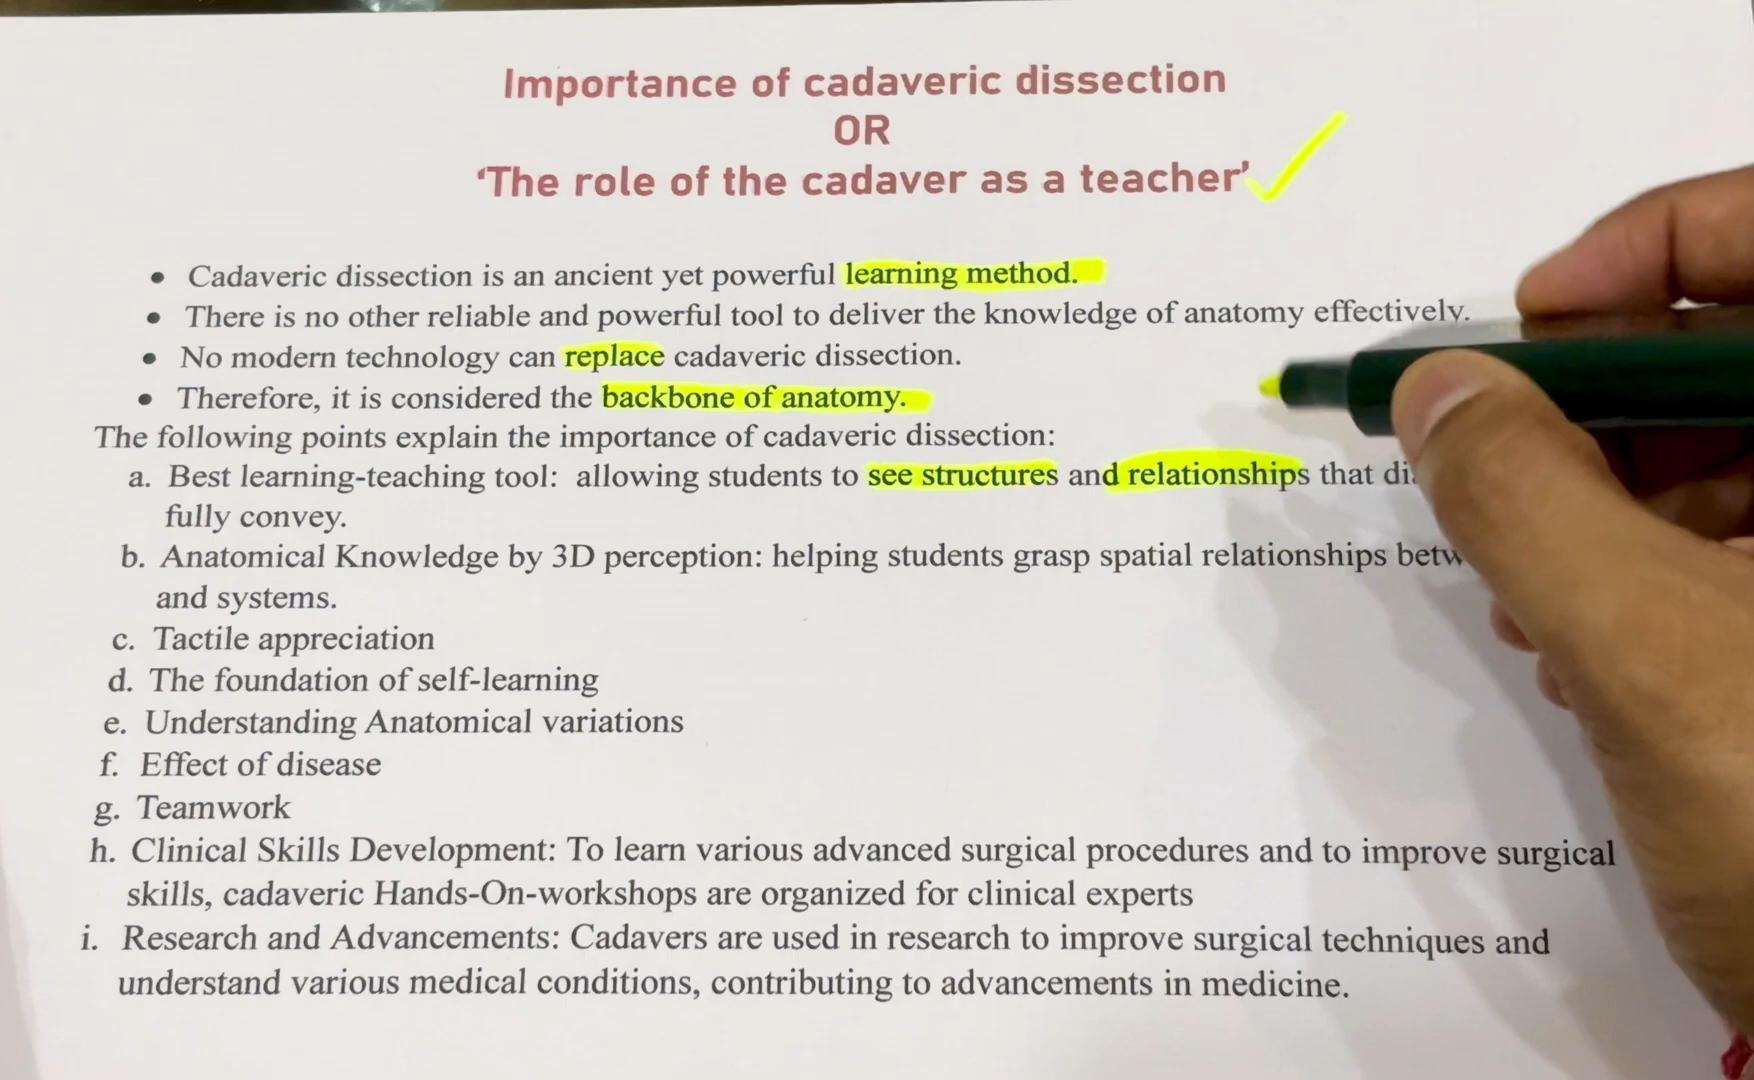 Importance of cadaveric dissection
OR
‘The role of the cadaver as a teacher’
• Cadaveric dissection is an ancient yet powerful learning method.
• There is no other reliable and powerful tool to deliver the knowledge of anatomy effectively.
• No modern technology can replace cadaveric dissection.
• Therefore, it is considered the backbone of anatomy.
The following points explain the importance of cadaveric dissection:
a. Best learning-teaching tool: allowing students to see structures and relationships that
fully convey.
b. Anatomical Knowledge by 3D perception: helping students grasp spatial relationships
and systems.
c. Tactile appreciation
d. The foundation of self-learning
e. Understanding Anatomical variations
f. Effect of disease
g. Teamwork
h. Clinical Skills Development: To learn various advanced surgical procedures and to improve surgical
skills, cadaveric Hands-On-workshops are organized for clinical experts
i. Research and Advancements: Cadavers are used in research to improve surgical techniques and
understand various medical conditions, contributing to advancements in medicine.